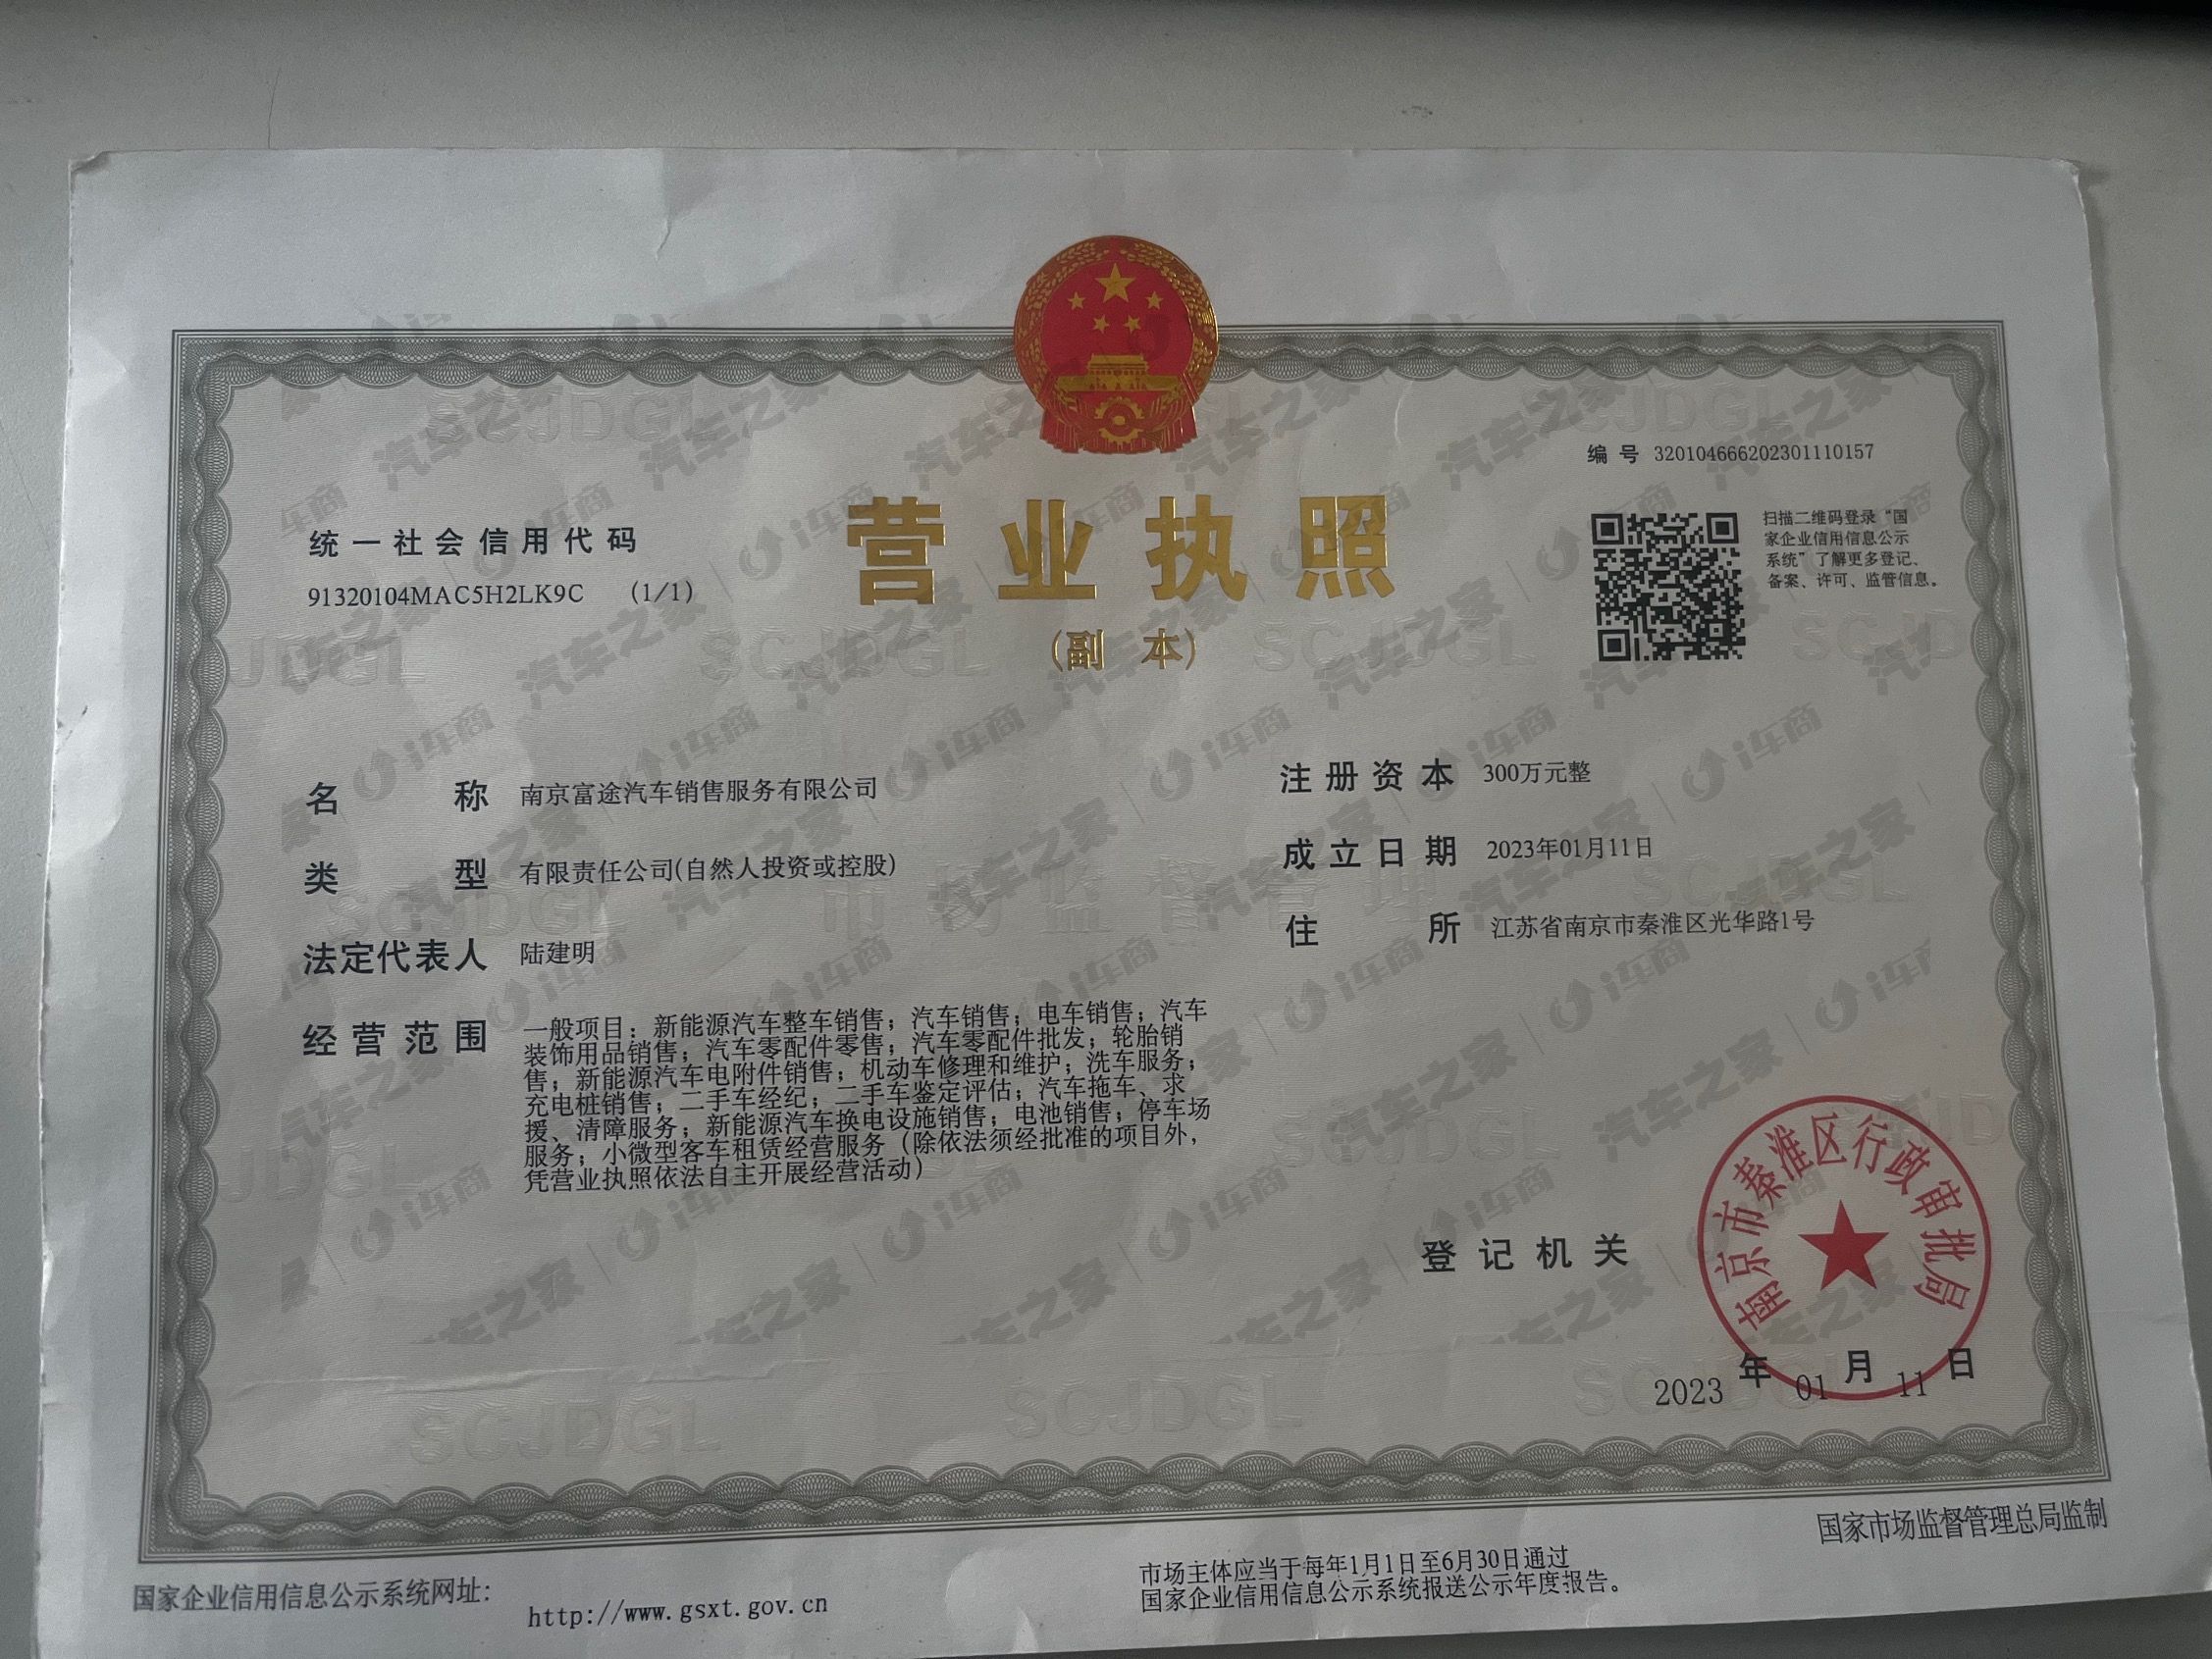 编 号 320104666202301110157
统一社会信用代码
91320104MAC5H2LK9C (1/1)
营业执照
(副 本)
扫描二维码登录“国
家企业信用信息公示
系统”了解更多登记、
备案、许可、监管信息。
名 称 南京富途汽车销售服务有限公司
类 型 有限责任公司(自然人投资或控股)
法定代表人 陆建明
经营范围 一般项目：新能源汽车整车销售；汽车销售；电车销售；汽车
装饰用品销售；汽车零配件零售；汽车零配件批发；轮胎销
售；新能源汽车电附件销售；机动车修理和维护；洗车服务；
充电桩销售；二手车经纪；二手车鉴定评估；汽车拖车、求
援、清障服务；新能源汽车换电设施销售；电池销售；停车场
服务；小微型客车租赁经营服务（除依法须经批准的项目外，
凭营业执照依法自主开展经营活动）
注册资本 300万元整
成立日期 2023年01月11日
住 所 江苏省南京市秦淮区光华路1号
登记机关
南京市秦淮区行政审批局
2023 年 01 月 11 日
国家企业信用信息公示系统网址：
http://www.gsxt.gov.cn
市场主体应当于每年1月1日至6月30日通过
国家企业信用信息公示系统报送公示年度报告。
国家市场监督管理总局监制
汽车之家 | i车商
SCJDGL
市场监督管理